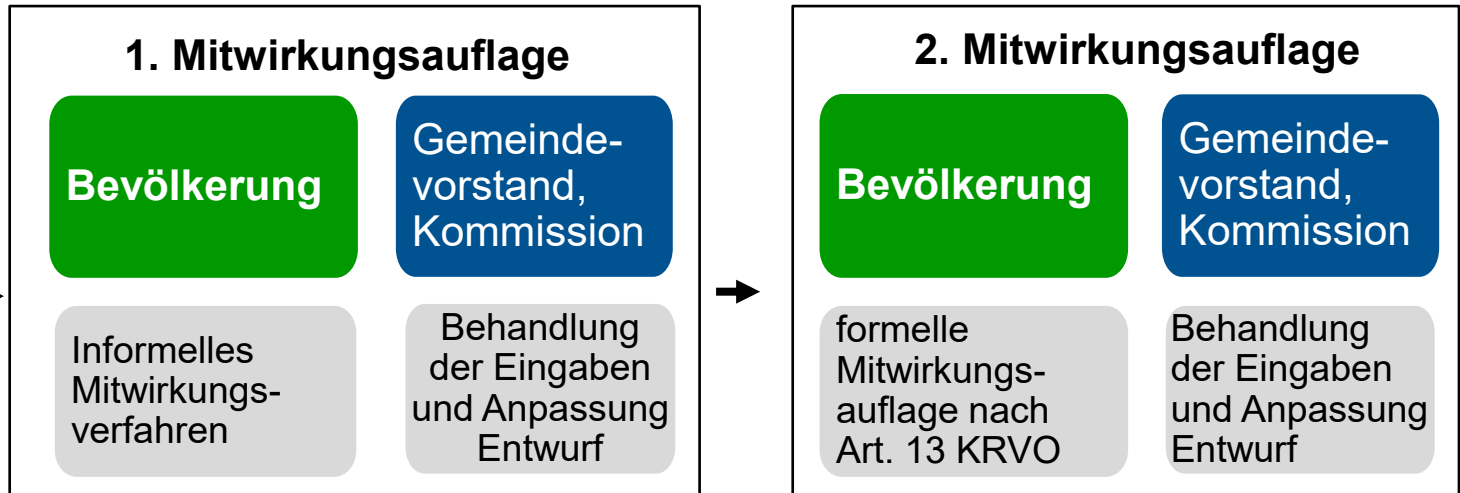 1. Mitwirkungsauflage
Bevölkerung
Gemeinde-
vorstand,
Kommission
Informelles
Mitwirkungs-
verfahren
Behandlung
der Eingaben
und Anpassung
Entwurf
2. Mitwirkungsauflage
Bevölkerung
Gemeinde-
vorstand,
Kommission
formelle
Mitwirkungs-
auflage nach
Art. 13 KRVO
Behandlung
der Eingaben
und Anpassung
Entwurf